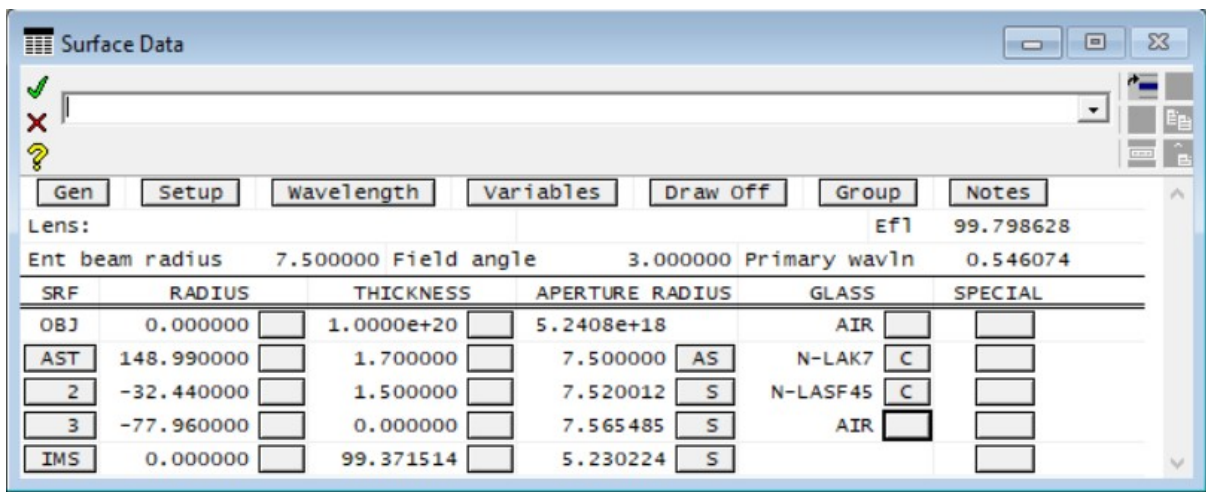 Surface Data
Gen Setup Wavelength Variables Draw Off Group Notes
Lens: Efl 99.798628
Ent beam radius 7.500000 Field angle 3.000000 Primary wavln 0.546074
SRF RADIUS THICKNESS APERTURE RADIUS GLASS SPECIAL
OBJ 0.000000 1.0000e+20 5.2408e+18 AIR
AST 148.990000 1.700000 7.500000 AS N-LAK7 C
2 -32.440000 1.500000 7.520012 S N-LASF45 C
3 -77.960000 0.000000 7.565485 S AIR
IMS 0.000000 99.371514 5.230224 S